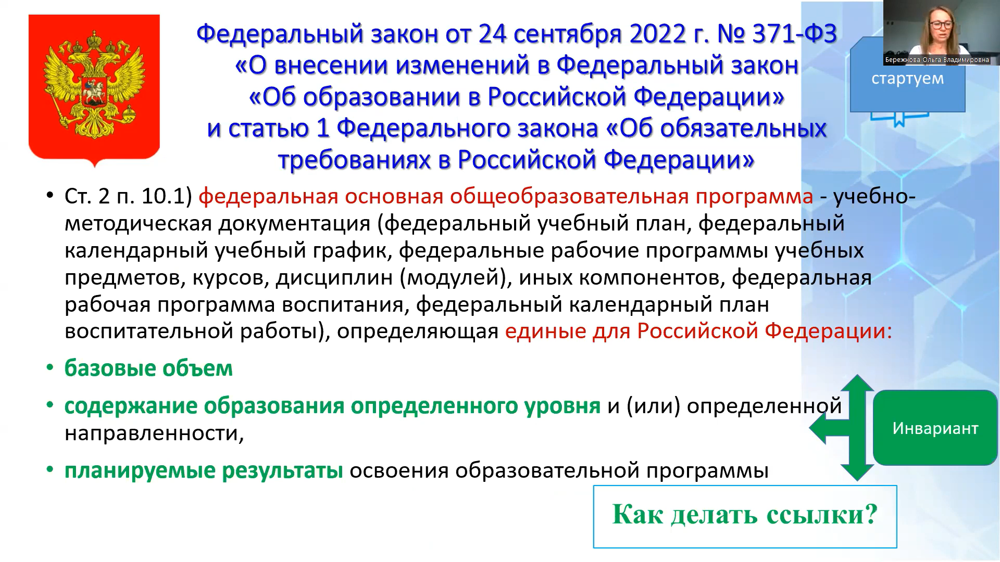 Федеральный закон от 24 сентября 2022 г. № 371-ФЗ
«О внесении изменений в Федеральный закон
«Об образовании в Российской Федерации»
и статью 1 Федерального закона «Об обязательных
требованиях в Российской Федерации»
Бережнова Ольга Владимировна
стартуем
• Ст. 2 п. 10.1) федеральная основная общеобразовательная программа - учебно-
методическая документация (федеральный учебный план, федеральный
календарный учебный график, федеральные рабочие программы учебных
предметов, курсов, дисциплин (модулей), иных компонентов, федеральная
рабочая программа воспитания, федеральный календарный план
воспитательной работы), определяющая единые для Российской Федерации:
• базовые объем
• содержание образования определенного уровня и (или) определенной
направленности,
• планируемые результаты освоения образовательной программы
Инвариант
Как делать ссылки?